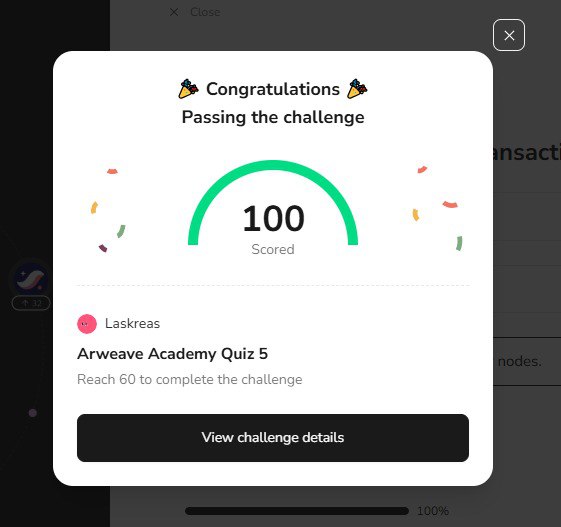 Close
Congratulations
Passing the challenge
ansacti
100
Scored
↑ 32
Laskreas
Arweave Academy Quiz 5
nodes.
Reach 60 to complete the challenge
View challenge details
100%